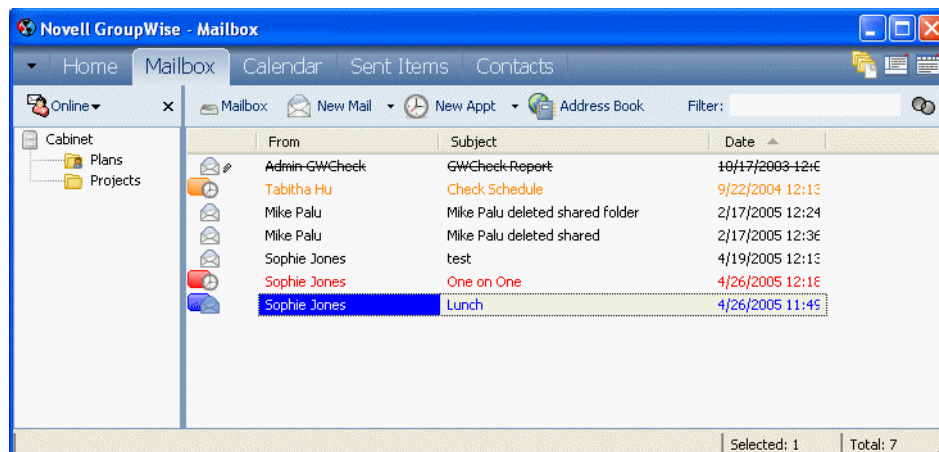 Novell GroupWise - Mailbox
Home Mailbox Calendar Sent Items Contacts
Online Mailbox New Mail New Appt Address Book Filter:
Cabinet
Plans
Projects
From Subject Date
Admin GWCheck GWCheck Report 10/17/2003
Tabitha Hu Check Schedule 9/22/2004 12:13
Mike Palu Mike Palu deleted shared folder 2/17/2005 12:24
Mike Palu Mike Palu deleted shared 2/17/2005 12:36
Sophie Jones test 4/19/2005 12:13
Sophie Jones One on One 4/26/2005 12:18
Sophie Jones Lunch 4/26/2005 11:49
Selected: 1 Total: 7